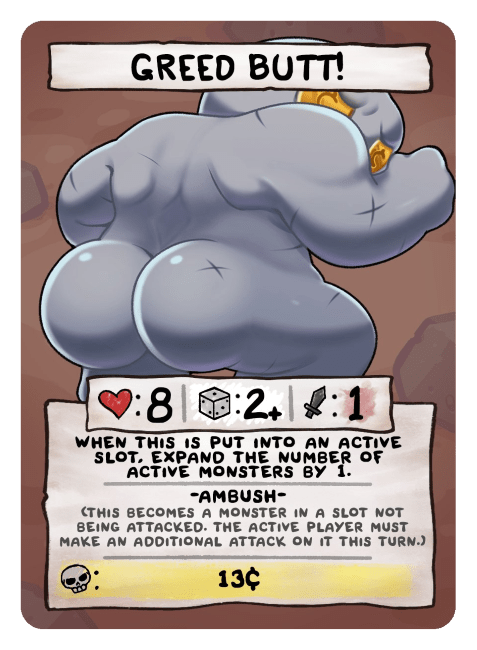 GREED BUTT!
:8 :2+ :1
WHEN THIS IS PUT INTO AN ACTIVE
SLOT, EXPAND THE NUMBER OF
ACTIVE MONSTERS BY 1.
-AMBUSH-
(THIS BECOMES A MONSTER IN A SLOT NOT
BEING ATTACKED. THE ACTIVE PLAYER MUST
MAKE AN ADDITIONAL ATTACK ON IT THIS TURN.)
: 13¢